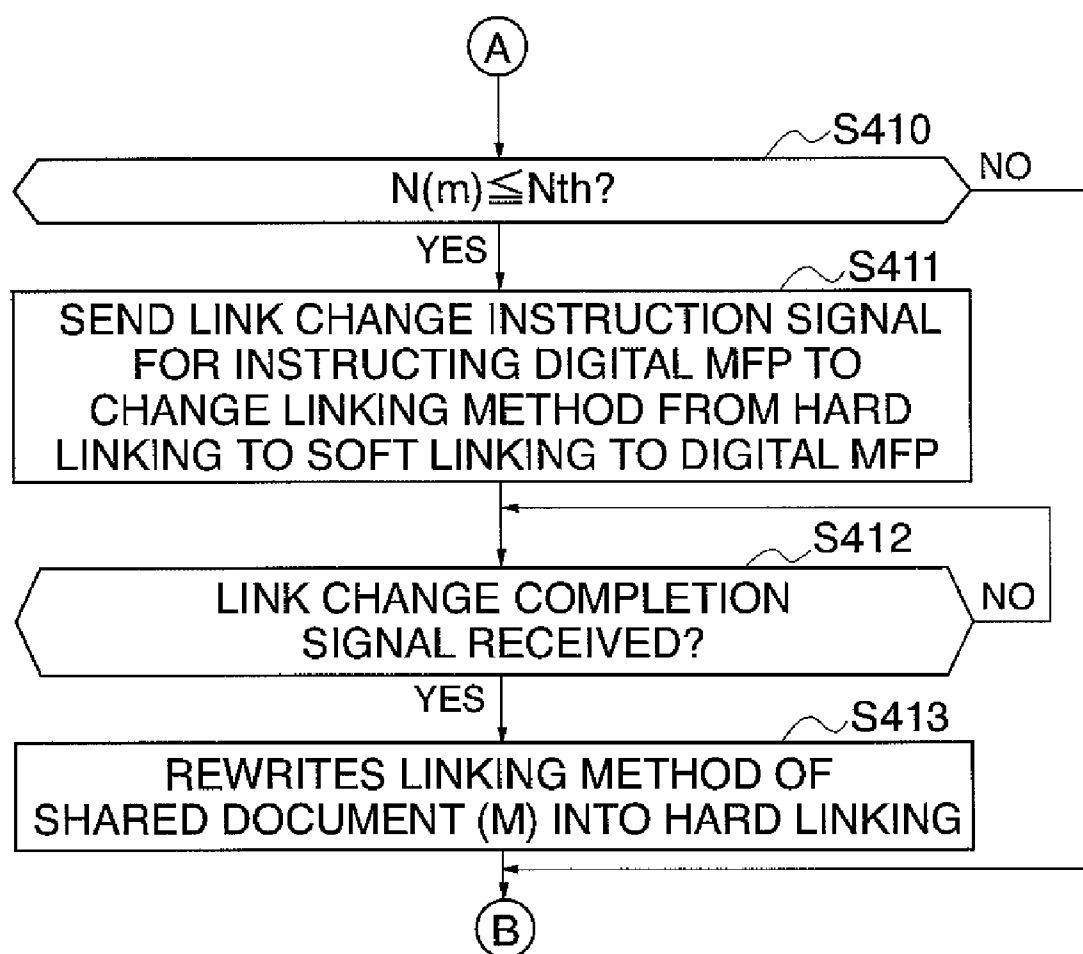 A
S410
N(m)≦Nth?
NO
YES
S411
SEND LINK CHANGE INSTRUCTION SIGNAL
FOR INSTRUCTING DIGITAL MFP TO
CHANGE LINKING METHOD FROM HARD
LINKING TO SOFT LINKING TO DIGITAL MFP
S412
LINK CHANGE COMPLETION
SIGNAL RECEIVED?
NO
YES
S413
REWRITES LINKING METHOD OF
SHARED DOCUMENT (M) INTO HARD LINKING
B